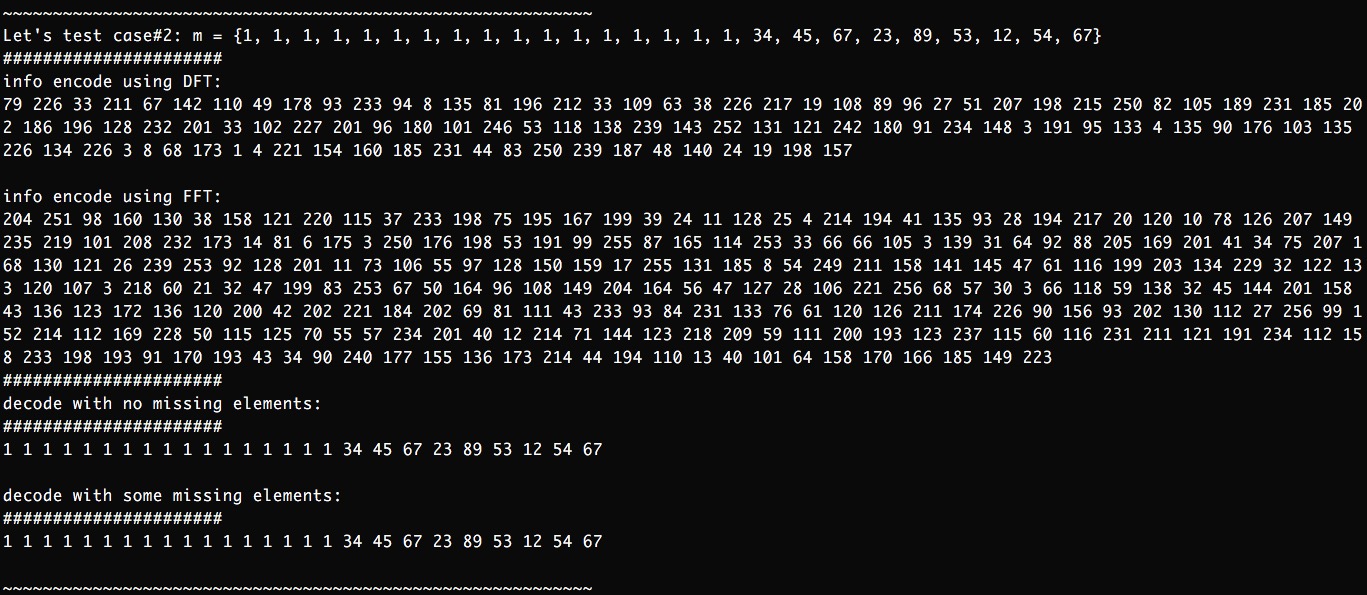 ~~~~~~~~~~~~~~~~~~~~~~~~~~~~~~~~~~~~~~~~~~~~~~~~~~~~~~~~~~~
Let's test case#2: m = {1, 1, 1, 1, 1, 1, 1, 1, 1, 1, 1, 1, 1, 1, 1, 1, 1, 34, 45, 67, 23, 89, 53, 12, 54, 67}
######################
info encode using DFT:
79 226 33 211 67 142 110 49 178 93 233 94 8 135 81 196 212 33 109 63 38 226 217 19 108 89 96 27 51 207 198 215 250 82 105 189 231 185 20
2 186 196 128 232 201 33 102 227 201 96 180 101 246 53 118 138 239 143 252 131 121 242 180 91 234 148 3 191 95 133 4 135 90 176 103 135
226 134 226 3 8 68 173 1 4 221 154 160 185 231 44 83 250 239 187 48 140 24 19 198 157
info encode using FFT:
204 251 98 160 130 38 158 121 220 115 37 233 198 75 195 167 199 39 24 11 128 25 4 214 194 41 135 93 28 194 217 20 120 10 78 126 207 149
235 219 101 208 232 173 14 81 6 175 3 250 176 198 53 191 99 255 87 165 114 253 33 66 66 105 3 139 31 64 92 88 205 169 201 41 34 75 207 1
68 130 121 26 239 253 92 128 201 11 73 106 55 97 128 150 159 17 255 131 185 8 54 249 211 158 141 145 47 61 116 199 203 134 229 32 122 13
3 120 107 3 218 60 21 32 47 199 83 253 67 50 164 96 108 149 204 164 56 47 127 28 106 221 256 68 57 30 3 66 118 59 138 32 45 144 201 158
43 136 123 172 136 120 200 42 202 221 184 202 69 81 111 43 233 93 84 231 133 76 61 120 126 211 174 226 90 156 93 202 130 112 27 256 99 1
52 214 112 169 228 50 115 125 70 55 57 234 201 40 12 214 71 144 123 218 209 59 111 200 193 123 237 115 60 116 231 211 121 191 234 112 15
8 233 198 193 91 170 193 43 34 90 240 177 155 136 173 214 44 194 110 13 40 101 64 158 170 166 185 149 223
######################
decode with no missing elements:
######################
1 1 1 1 1 1 1 1 1 1 1 1 1 1 1 1 1 34 45 67 23 89 53 12 54 67
decode with some missing elements:
######################
1 1 1 1 1 1 1 1 1 1 1 1 1 1 1 1 1 34 45 67 23 89 53 12 54 67
~~~~~~~~~~~~~~~~~~~~~~~~~~~~~~~~~~~~~~~~~~~~~~~~~~~~~~~~~~~